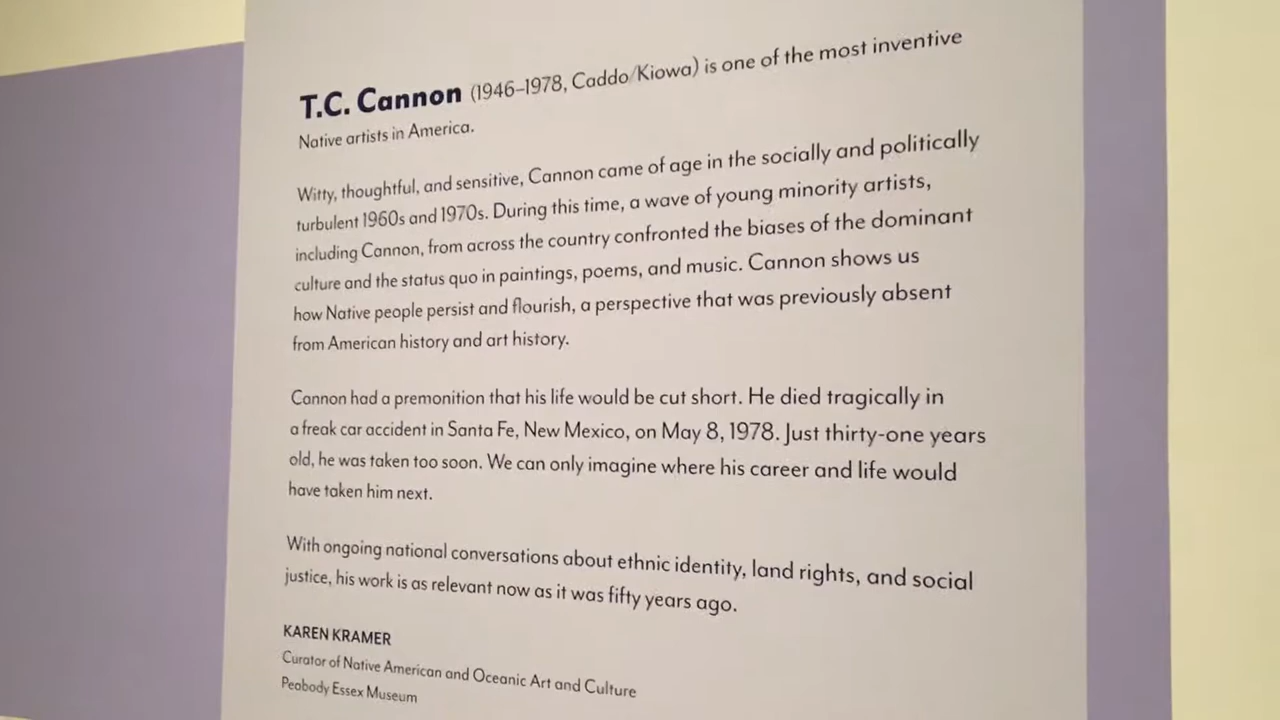 T.C. Cannon (1946–1978, Caddo/Kiowa) is one of the most inventive
Native artists in America.
Witty, thoughtful, and sensitive, Cannon came of age in the socially and politically
turbulent 1960s and 1970s. During this time, a wave of young minority artists,
including Cannon, from across the country confronted the biases of the dominant
culture and the status quo in paintings, poems, and music. Cannon shows us
how Native people persist and flourish, a perspective that was previously absent
from American history and art history.
Cannon had a premonition that his life would be cut short. He died tragically in
a freak car accident in Santa Fe, New Mexico, on May 8, 1978. Just thirty-one years
old, he was taken too soon. We can only imagine where his career and life would
have taken him next.
With ongoing national conversations about ethnic identity, land rights, and social
justice, his work is as relevant now as it was fifty years ago.
KAREN KRAMER
Curator of Native American and Oceanic Art and Culture
Peabody Essex Museum